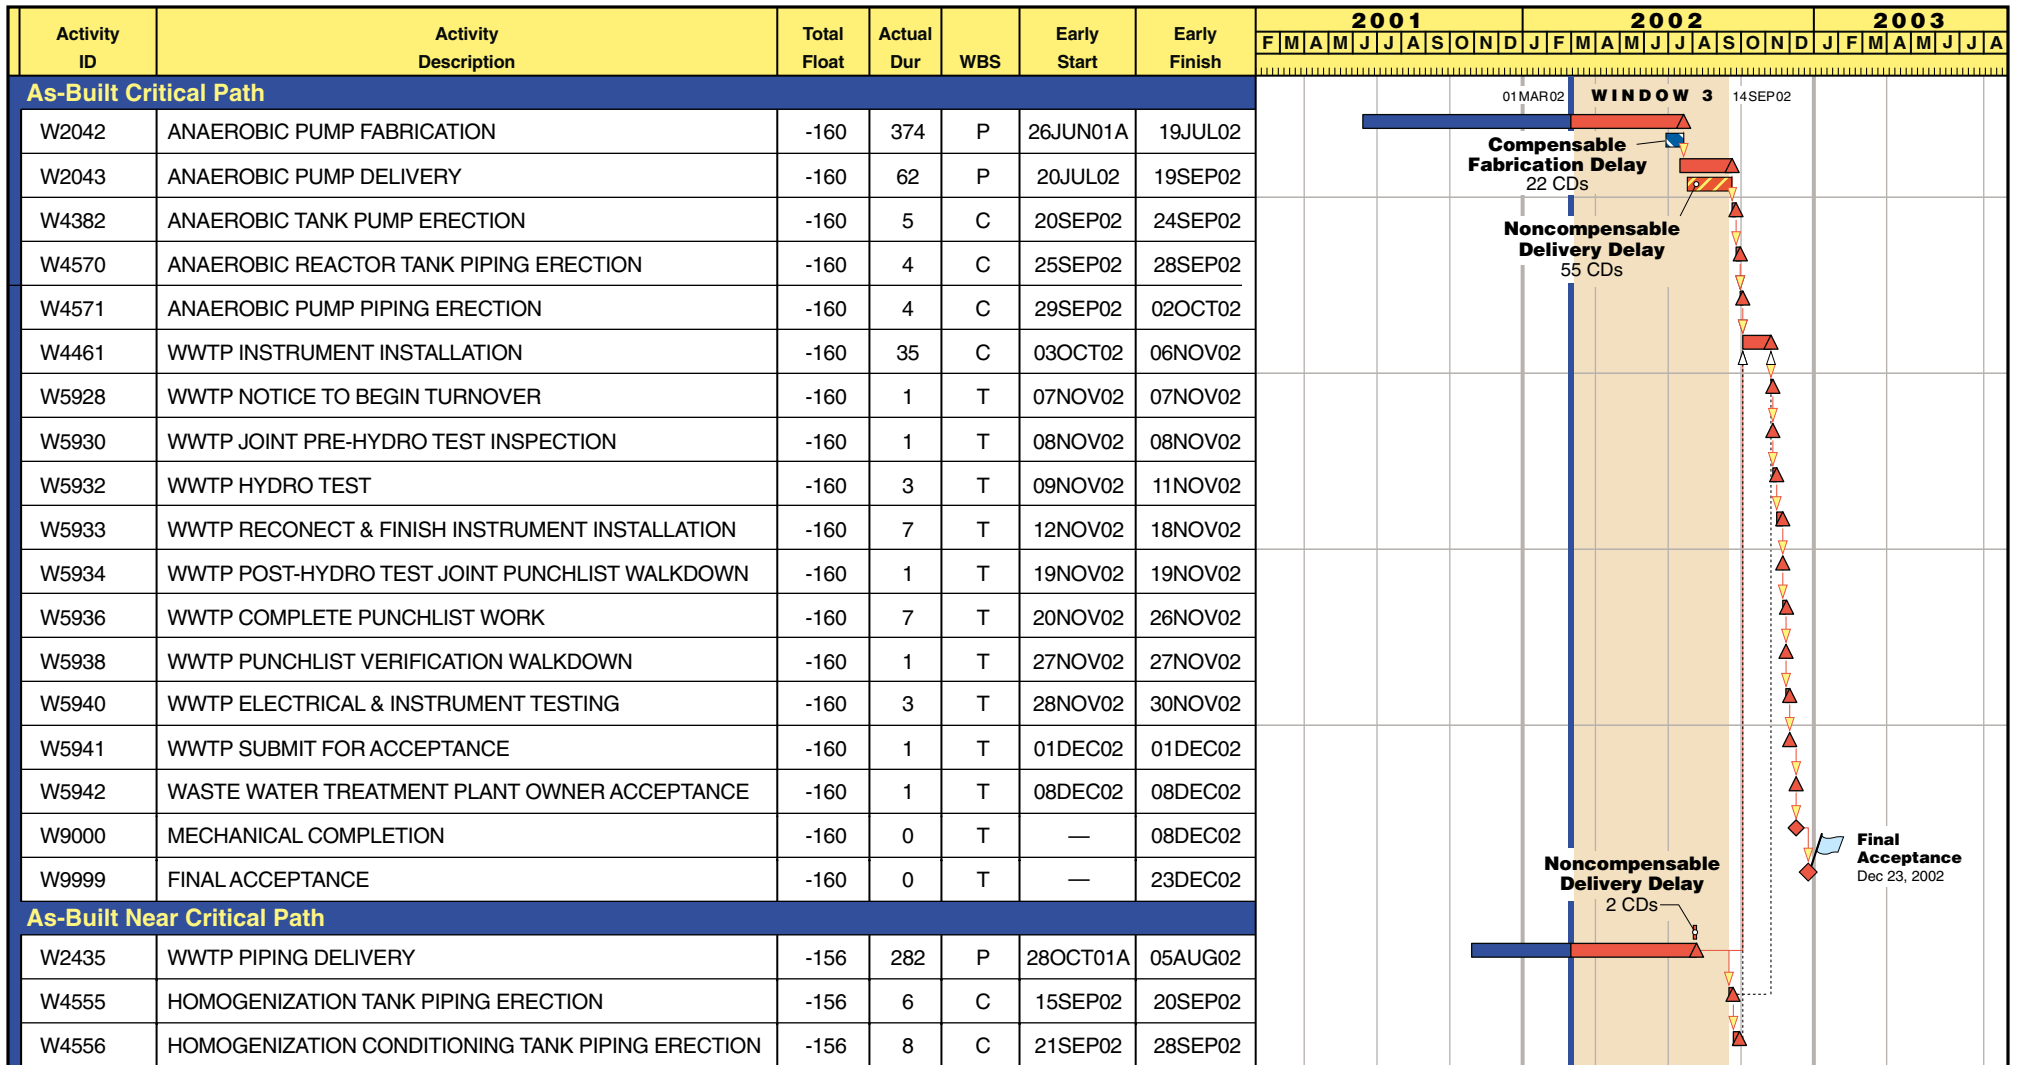 Activity ID Activity Description Total Float Actual Dur WBS Early Start Early Finish
2001 2002 2003
F M A M J J A S O N D J F M A M J J A S O N D J F M A M J J A
As-Built Critical Path
01MAR02 WINDOW 3 14SEP02
W2042 ANAEROBIC PUMP FABRICATION -160 374 P 26JUN01A 19JUL02
Compensable
Fabrication Delay
22 CDs
W2043 ANAEROBIC PUMP DELIVERY -160 62 P 20JUL02 19SEP02
W4382 ANAEROBIC TANK PUMP ERECTION -160 5 C 20SEP02 24SEP02
Noncompensable
Delivery Delay
55 CDs
W4570 ANAEROBIC REACTOR TANK PIPING ERECTION -160 4 C 25SEP02 28SEP02
W4571 ANAEROBIC PUMP PIPING ERECTION -160 4 C 29SEP02 02OCT02
W4461 WWTP INSTRUMENT INSTALLATION -160 35 C 03OCT02 06NOV02
W5928 WWTP NOTICE TO BEGIN TURNOVER -160 1 T 07NOV02 07NOV02
W5930 WWTP JOINT PRE-HYDRO TEST INSPECTION -160 1 T 08NOV02 08NOV02
W5932 WWTP HYDRO TEST -160 3 T 09NOV02 11NOV02
W5933 WWTP RECONECT & FINISH INSTRUMENT INSTALLATION -160 7 T 12NOV02 18NOV02
W5934 WWTP POST-HYDRO TEST JOINT PUNCHLIST WALKDOWN -160 1 T 19NOV02 19NOV02
W5936 WWTP COMPLETE PUNCHLIST WORK -160 7 T 20NOV02 26NOV02
W5938 WWTP PUNCHLIST VERIFICATION WALKDOWN -160 1 T 27NOV02 27NOV02
W5940 WWTP ELECTRICAL & INSTRUMENT TESTING -160 3 T 28NOV02 30NOV02
W5941 WWTP SUBMIT FOR ACCEPTANCE -160 1 T 01DEC02 01DEC02
W5942 WASTE WATER TREATMENT PLANT OWNER ACCEPTANCE -160 1 T 08DEC02 08DEC02
W9000 MECHANICAL COMPLETION -160 0 T — 08DEC02
Final
Acceptance
Dec 23, 2002
W9999 FINAL ACCEPTANCE -160 0 T — 23DEC02
Noncompensable
Delivery Delay
2 CDs
As-Built Near Critical Path
W2435 WWTP PIPING DELIVERY -156 282 P 28OCT01A 05AUG02
W4555 HOMOGENIZATION TANK PIPING ERECTION -156 6 C 15SEP02 20SEP02
W4556 HOMOGENIZATION CONDITIONING TANK PIPING ERECTION -156 8 C 21SEP02 28SEP02